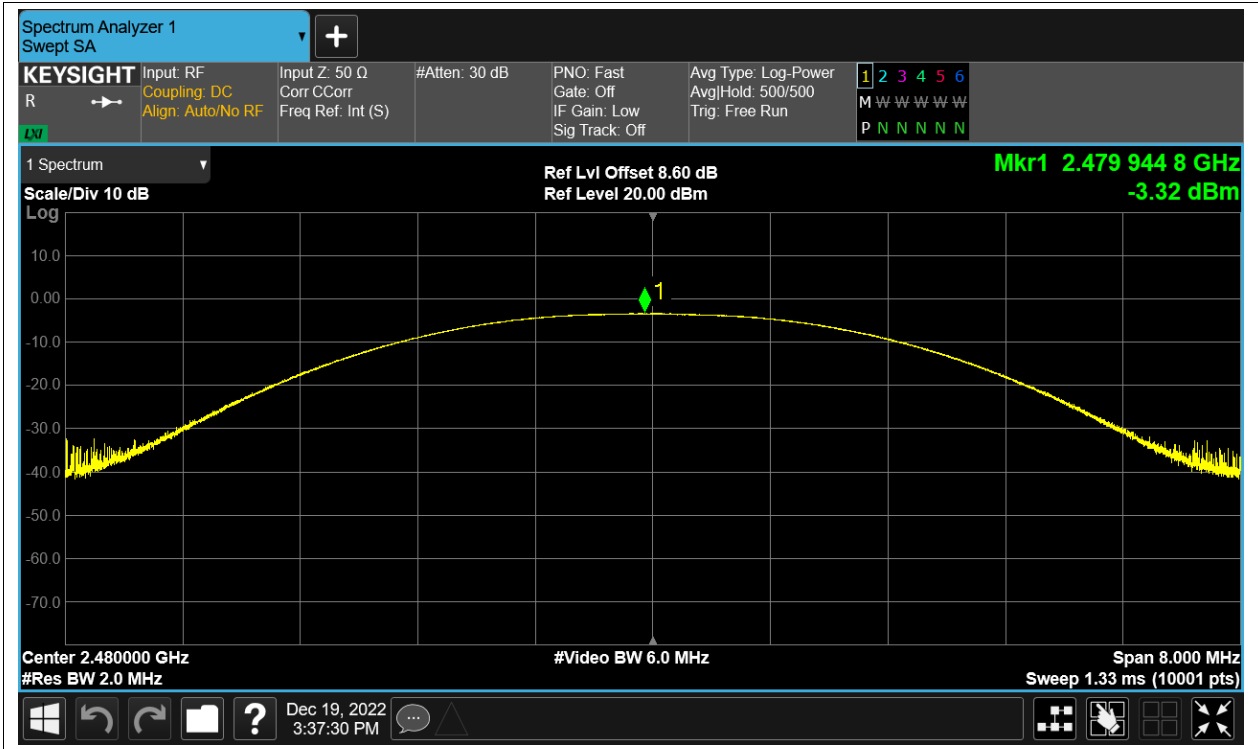 Spectrum Analyzer 1
Swept SA
+
KEYSIGHT
R
LXI
Input: RF
Coupling: DC
Align: Auto/No RF
Input Z: 50 Ω
Corr CCorr
Freq Ref: Int (S)
#Atten: 30 dB
PNO: Fast
Gate: Off
IF Gain: Low
Sig Track: Off
Avg Type: Log-Power
Avg|Hold: 500/500
Trig: Free Run
1 2 3 4 5 6
M W W W W W
P N N N N N
1 Spectrum
Scale/Div 10 dB
Log
Ref Lvl Offset 8.60 dB
Ref Level 20.00 dBm
Mkr1 2.479 944 8 GHz
-3.32 dBm
10.0
0.00
-10.0
-20.0
-30.0
-40.0
-50.0
-60.0
-70.0
1
Center 2.480000 GHz
#Res BW 2.0 MHz
#Video BW 6.0 MHz
Span 8.000 MHz
Sweep 1.33 ms (10001 pts)
?
Dec 19, 2022
3:37:30 PM